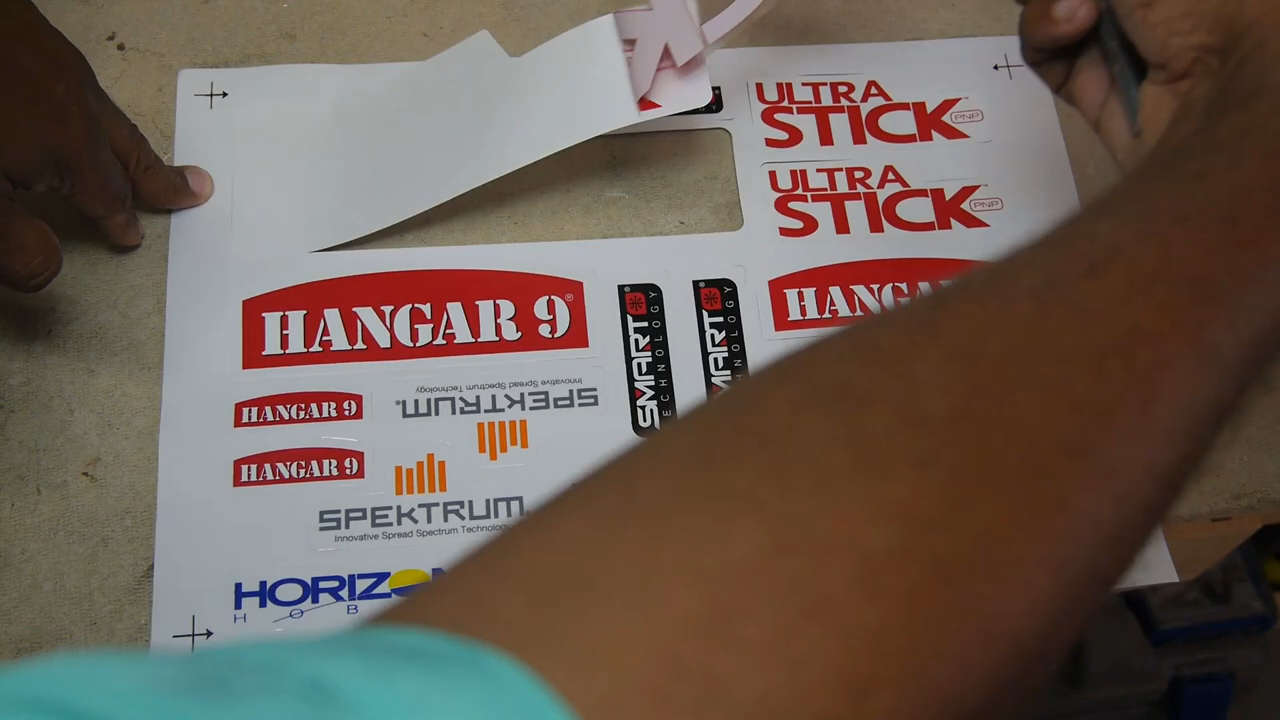 ULTRA
STICK PNP
ULTRA
STICK PNP
HANGAR 9®
SMART®
TECHNOLOGY
SMART®
HANGAR 9
SPEKTRUM®
Innovative Spread Spectrum Technology
HANGAR 9
SPEKTRUM
Innovative Spread Spectrum